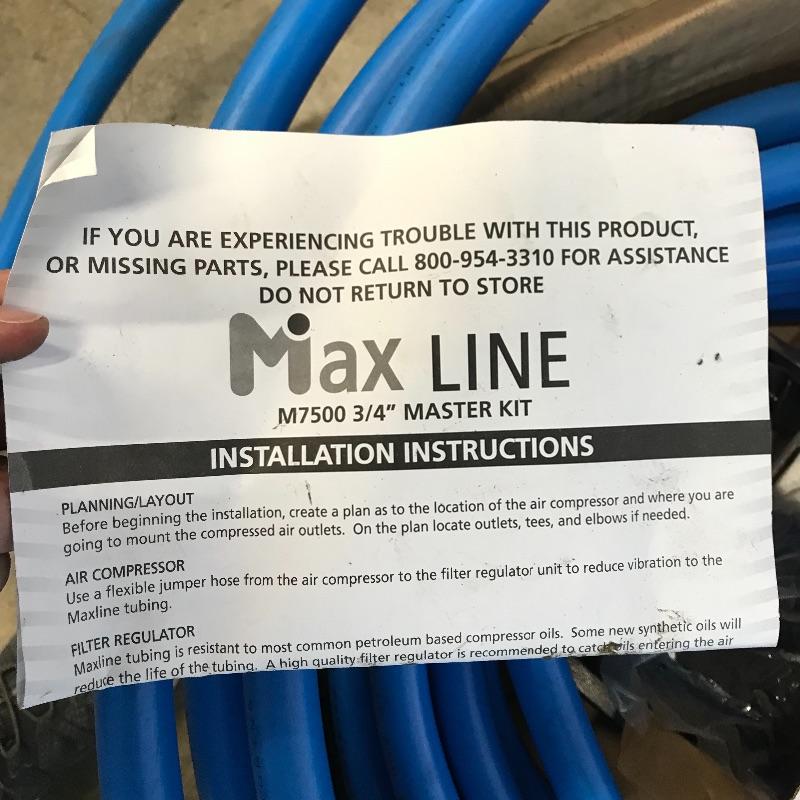 IF YOU ARE EXPERIENCING TROUBLE WITH THIS PRODUCT,
OR MISSING PARTS, PLEASE CALL 800-954-3310 FOR ASSISTANCE
DO NOT RETURN TO STORE
Max LINE
M7500 3/4” MASTER KIT
INSTALLATION INSTRUCTIONS
PLANNING/LAYOUT
Before beginning the installation, create a plan as to the location of the air compressor and where you are
going to mount the compressed air outlets. On the plan locate outlets, tees, and elbows if needed.
AIR COMPRESSOR
Use a flexible jumper hose from the air compressor to the filter regulator unit to reduce vibration to the
Maxline tubing.
FILTER REGULATOR
Maxline tubing is resistant to most common petroleum based compressor oils. Some new synthetic oils will
reduce the life of the tubing. A high quality filter regulator is recommended to catch oils entering the air